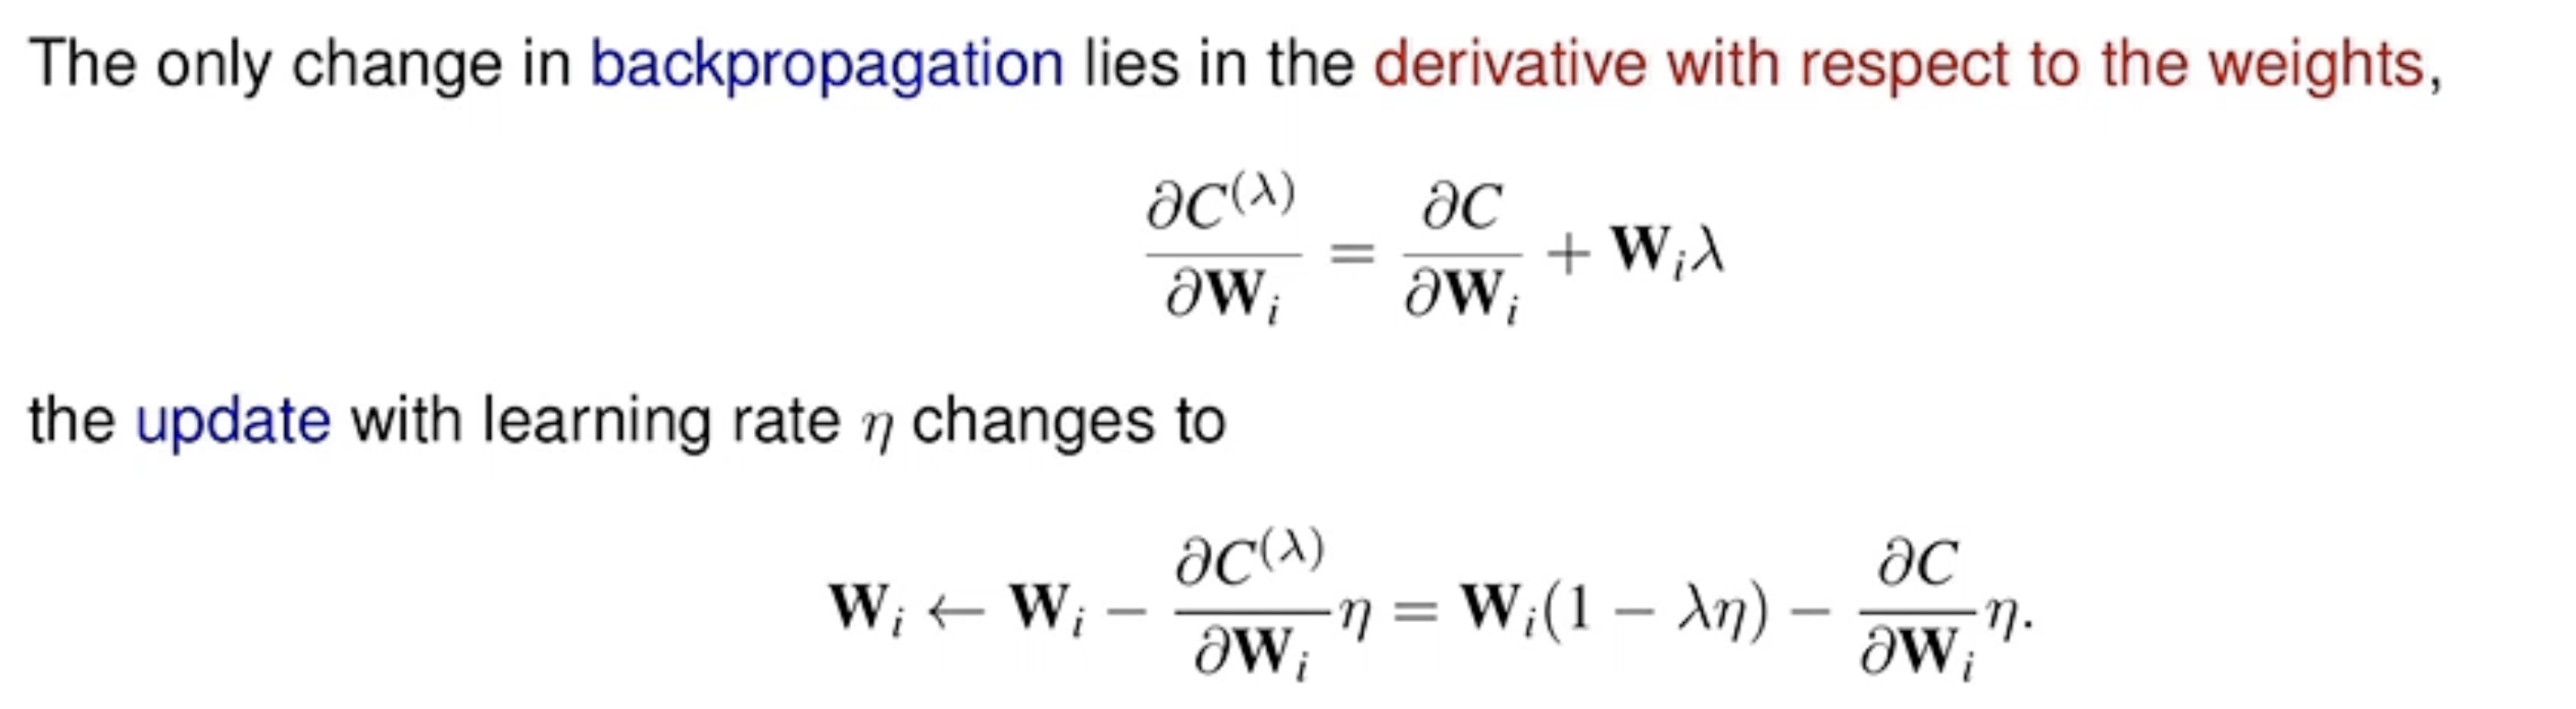 The only change in backpropagation lies in the derivative with respect to the weights,
∂C^(λ)/∂W_i = ∂C/∂W_i + W_iλ
the update with learning rate η changes to
W_i ← W_i − ∂C^(λ)/∂W_i η = W_i(1 − λη) − ∂C/∂W_i η.